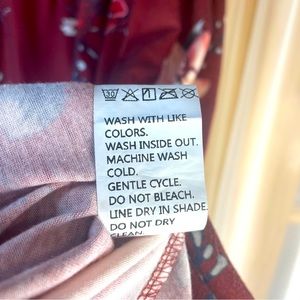 WASH WITH LIKE
COLORS.
WASH INSIDE OUT.
MACHINE WASH
COLD.
GENTLE CYCLE.
DO NOT BLEACH.
LINE DRY IN SHADE.
DO NOT DRY
CLEAN.